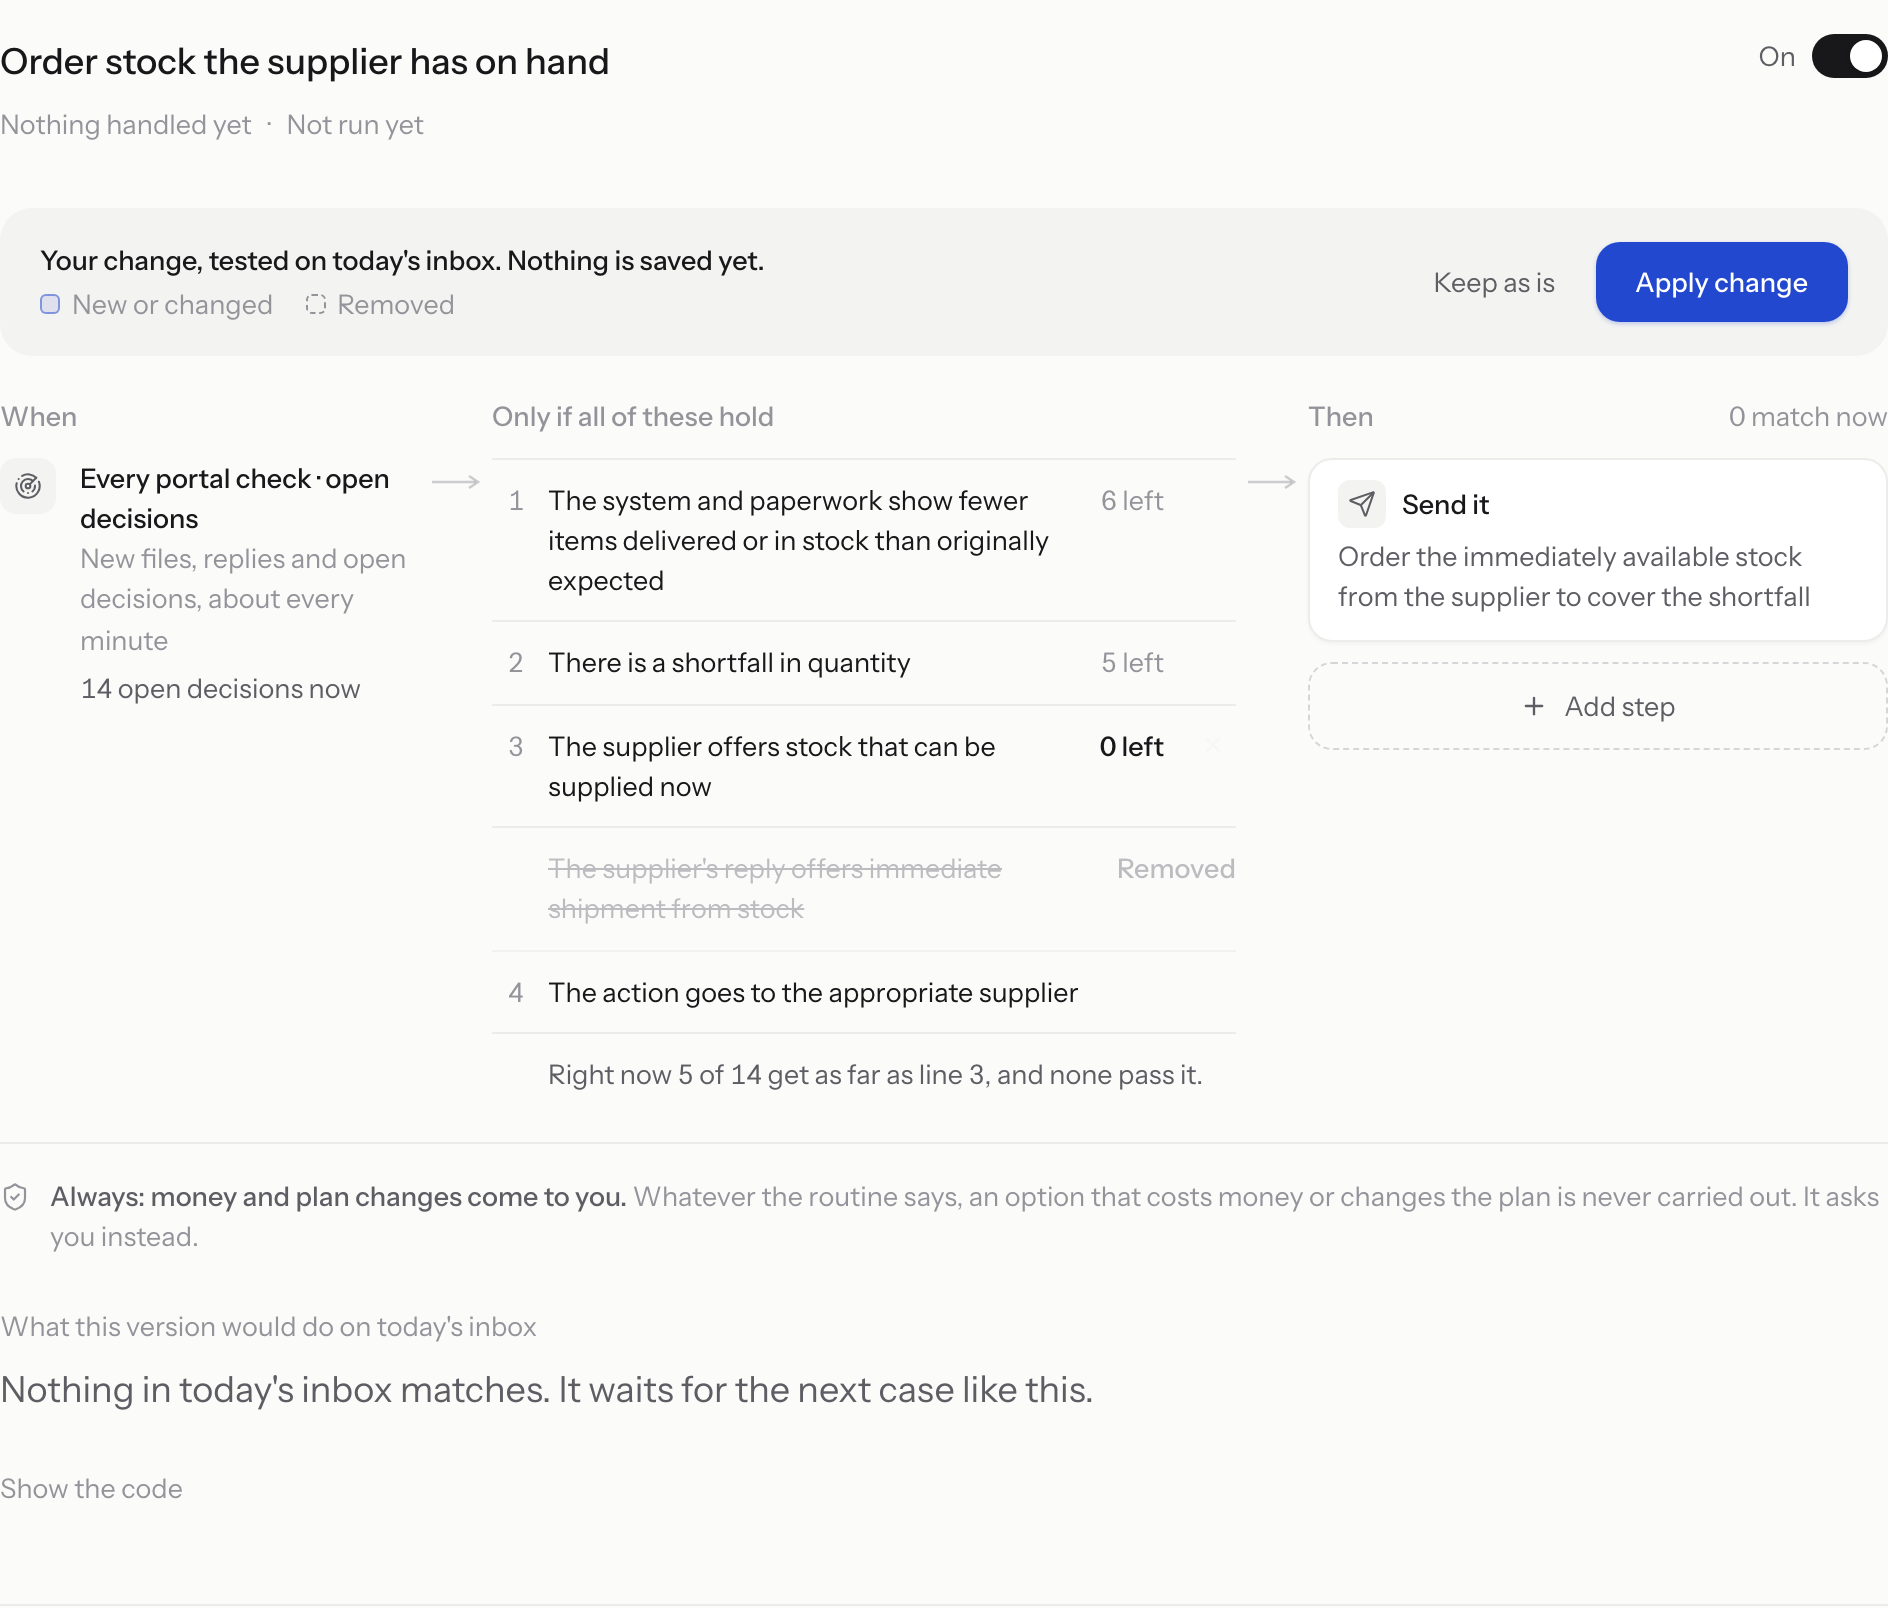 Order stock the supplier has on hand
On
Nothing handled yet · Not run yet
Your change, tested on today's inbox. Nothing is saved yet.
New or changed
Removed
Keep as is
Apply change
When
Every portal check · open
decisions
New files, replies and open
decisions, about every
minute
14 open decisions now
Only if all of these hold
1 The system and paperwork show fewer
items delivered or in stock than originally
expected
6 left
2 There is a shortfall in quantity
5 left
3 The supplier offers stock that can be
supplied now
0 left
The supplier's reply offers immediate
shipment from stock
Removed
4 The action goes to the appropriate supplier
Right now 5 of 14 get as far as line 3, and none pass it.
Then
0 match now
Send it
Order the immediately available stock
from the supplier to cover the shortfall
+ Add step
Always: money and plan changes come to you. Whatever the routine says, an option that costs money or changes the plan is never carried out. It asks
you instead.
What this version would do on today's inbox
Nothing in today's inbox matches. It waits for the next case like this.
Show the code